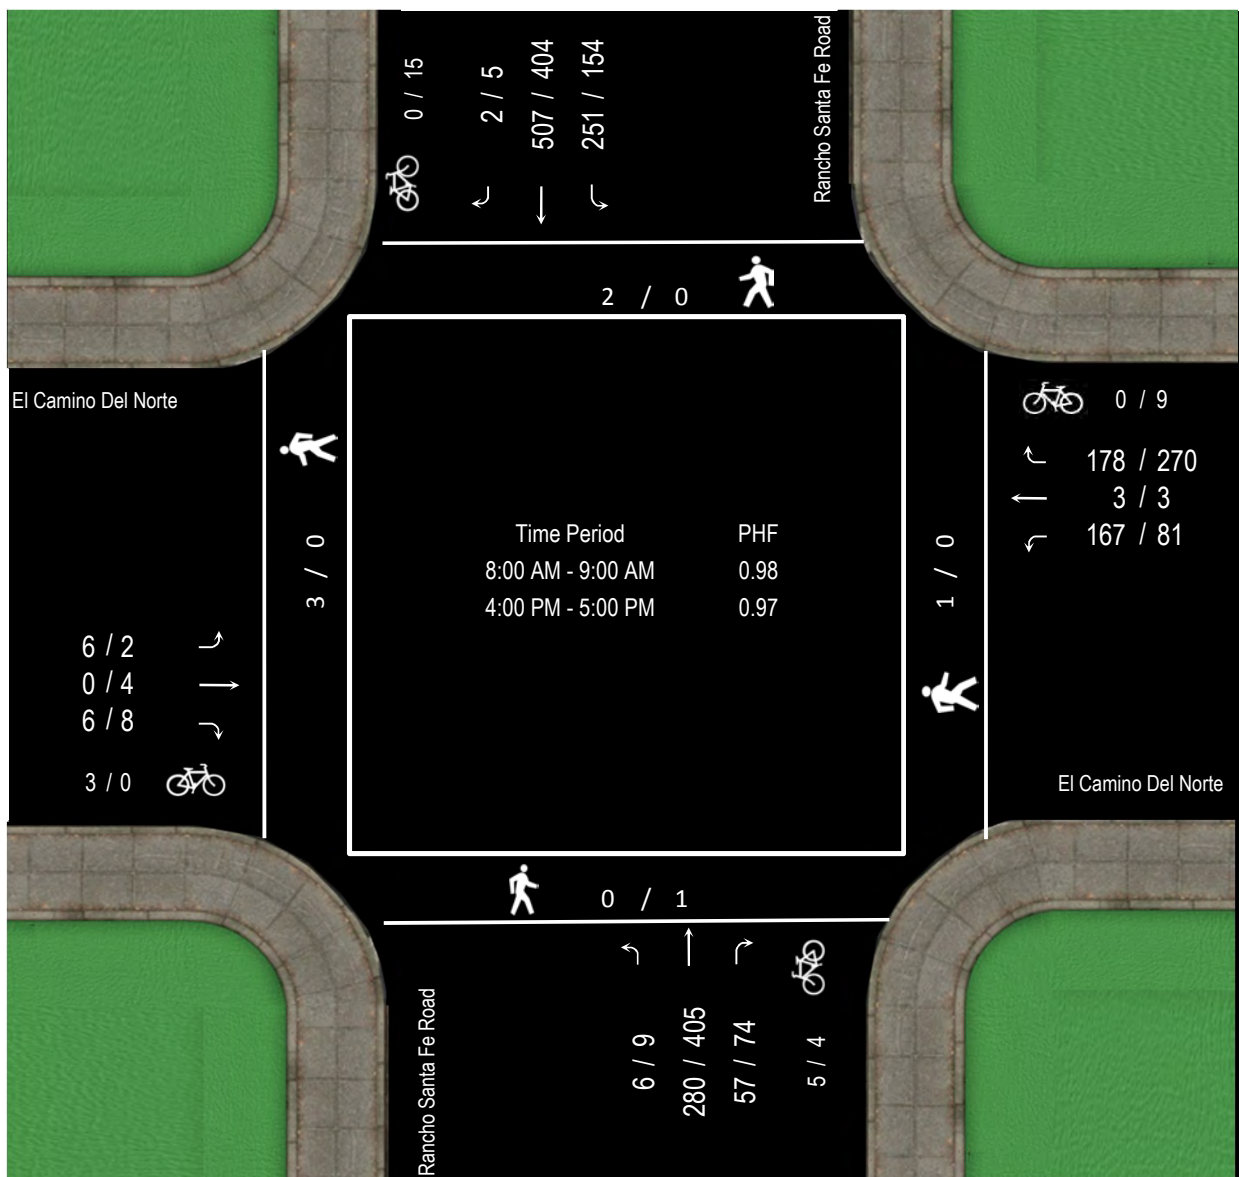 0 / 15
2 / 5
507 / 404
251 / 154
Rancho Santa Fe Road
2 / 0
El Camino Del Norte
0 / 9
178 / 270
3 / 3
167 / 81
3 / 0
Time Period PHF
8:00 AM - 9:00 AM 0.98
4:00 PM - 5:00 PM 0.97
1 / 0
6 / 2
0 / 4
6 / 8
3 / 0
El Camino Del Norte
0 / 1
Rancho Santa Fe Road
6 / 9
280 / 405
57 / 74
5 / 4